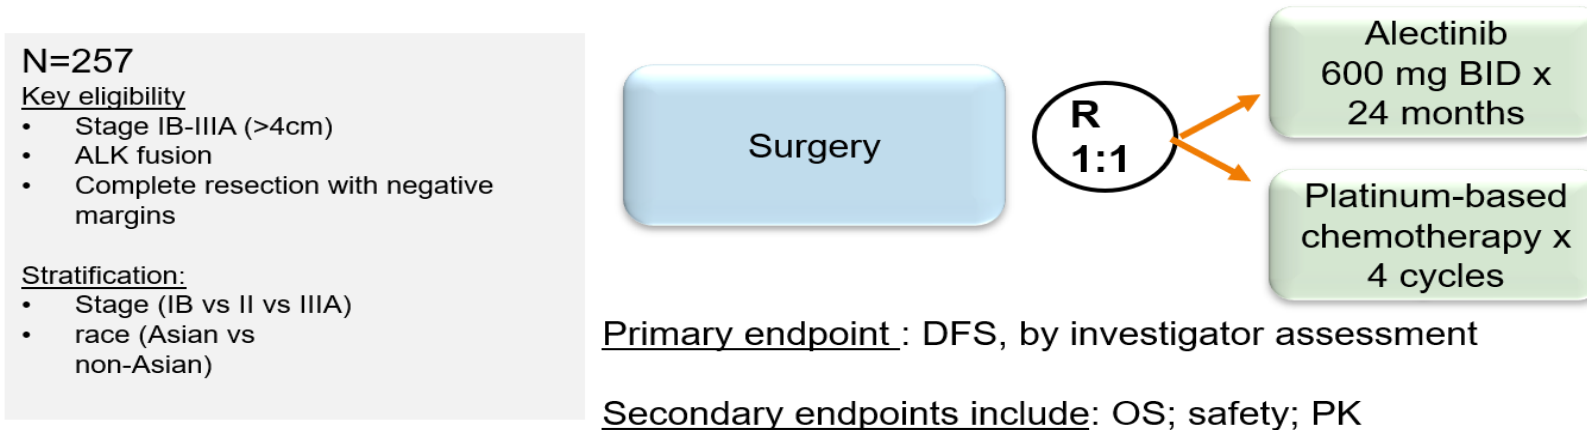 N=257
Key eligibility
• Stage IB-IIIA (>4cm)
• ALK fusion
• Complete resection with negative
margins
Stratification:
• Stage (IB vs II vs IIIA)
• race (Asian vs
non-Asian)
Surgery
R
1:1
Alectinib
600 mg BID x
24 months
Platinum-based
chemotherapy x
4 cycles
Primary endpoint : DFS, by investigator assessment
Secondary endpoints include: OS; safety; PK